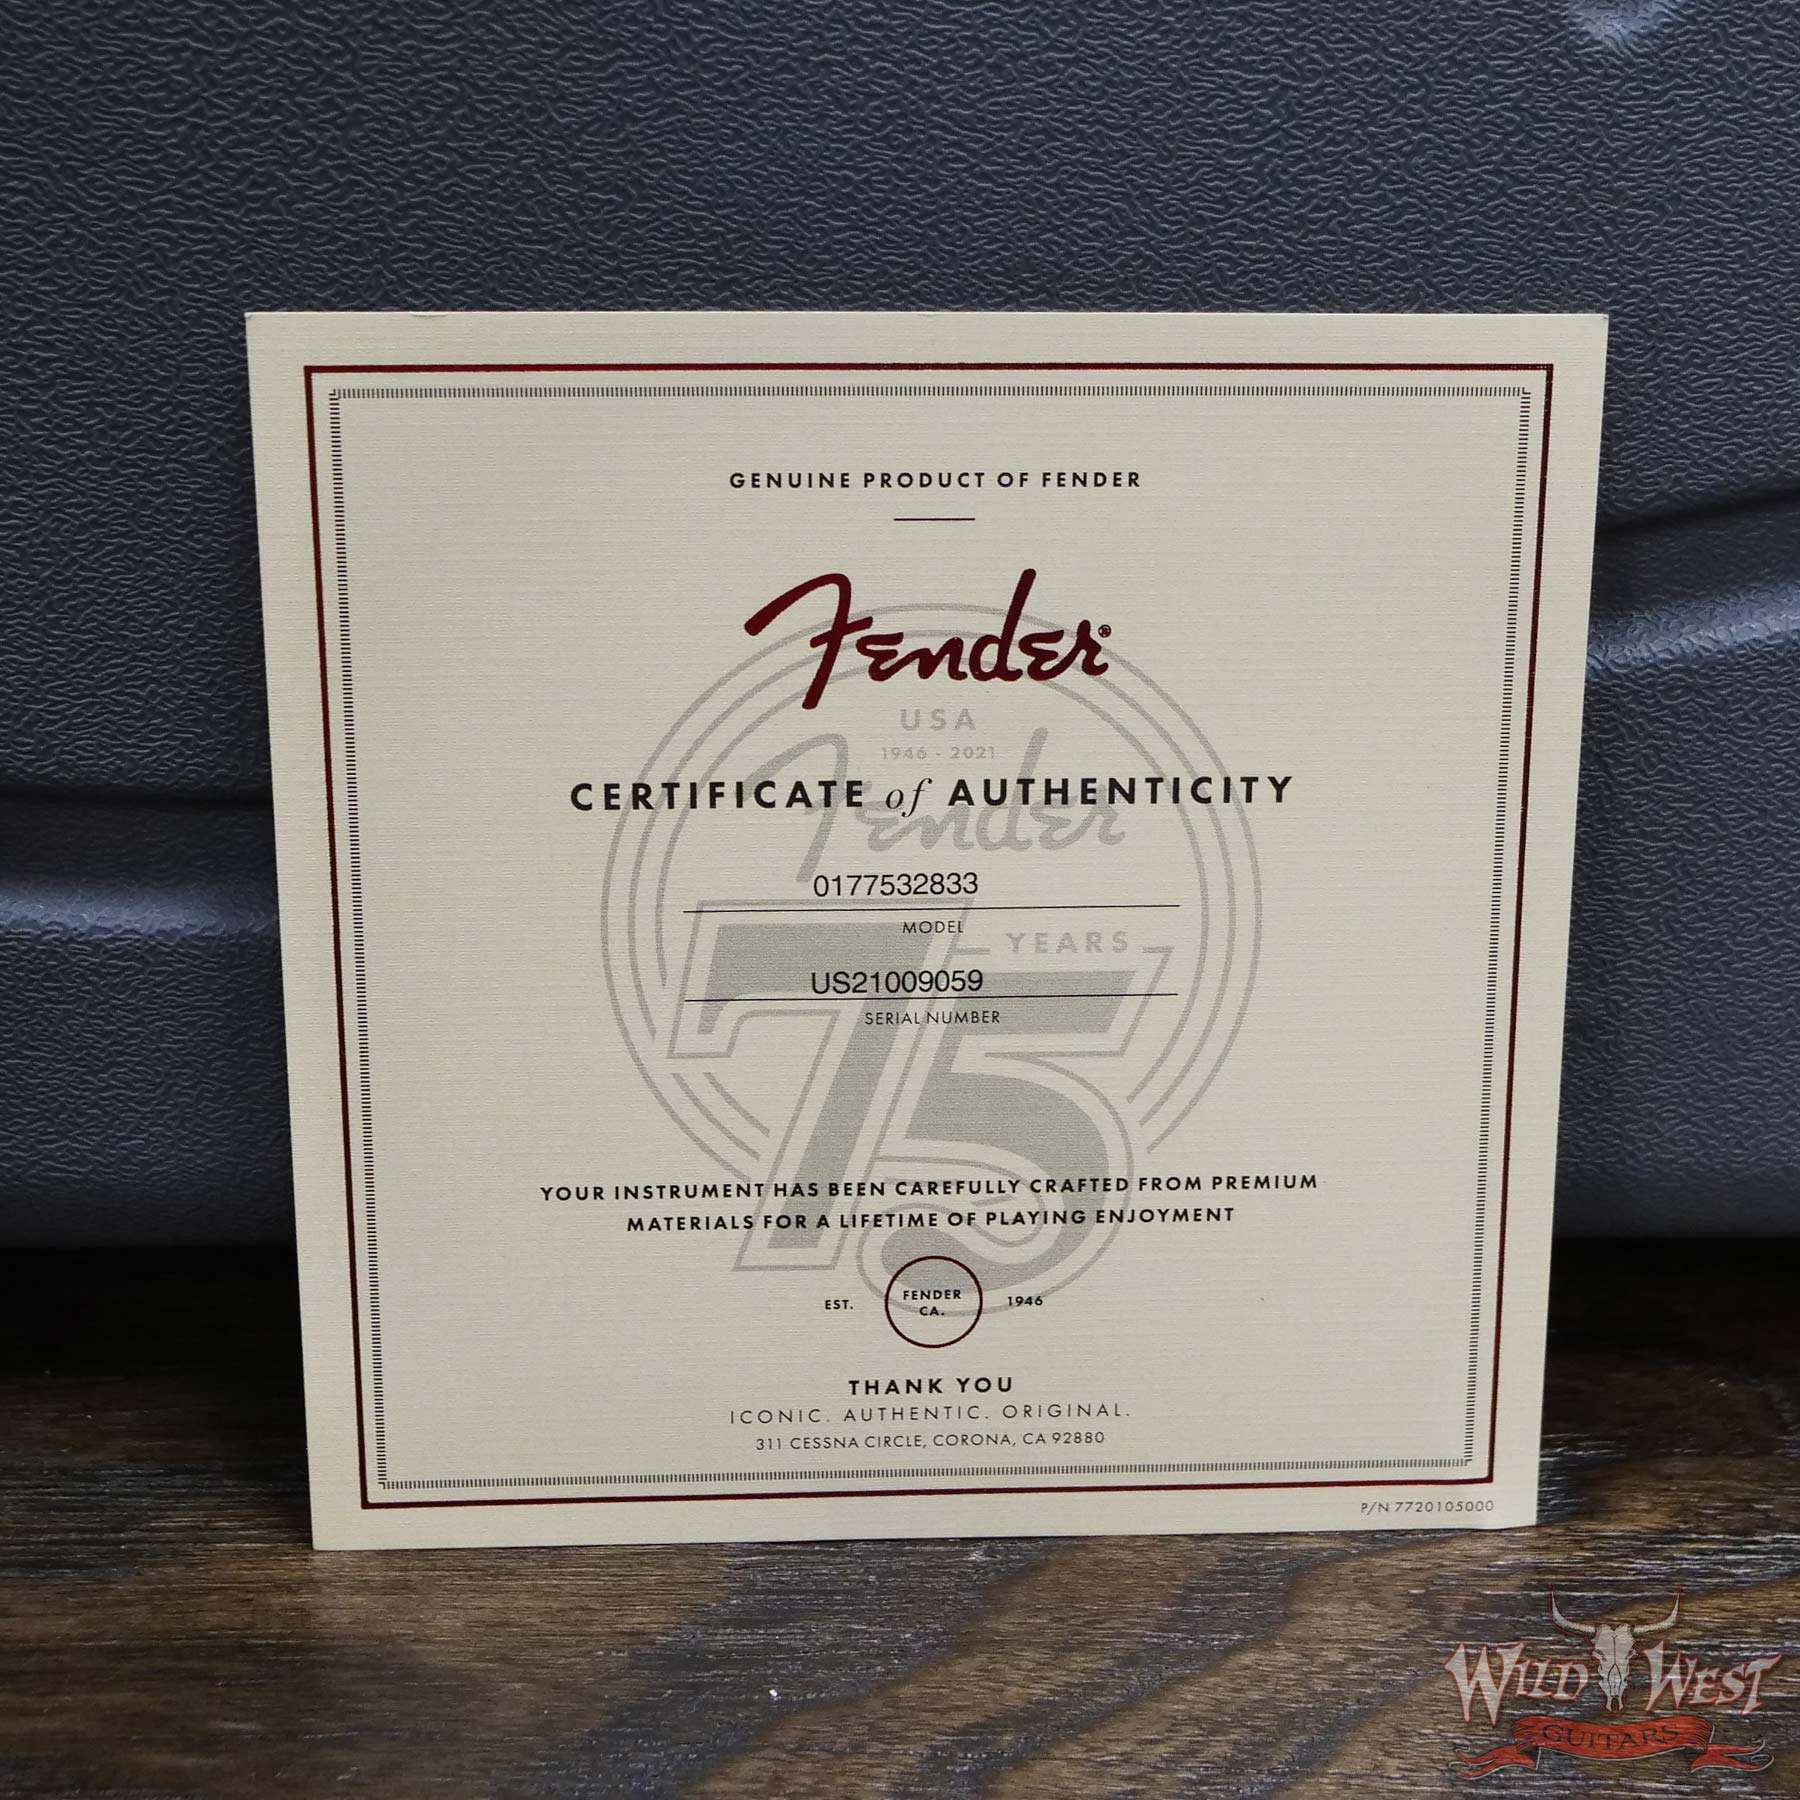 GENUINE PRODUCT OF FENDER
Fender®
USA
1946 - 2021
CERTIFICATE of AUTHENTICITY
Fender
0177532833
MODEL
75 YEARS
US21009059
SERIAL NUMBER
YOUR INSTRUMENT HAS BEEN CAREFULLY CRAFTED FROM PREMIUM
MATERIALS FOR A LIFETIME OF PLAYING ENJOYMENT
EST. FENDER CA. 1946
THANK YOU
ICONIC. AUTHENTIC. ORIGINAL.
311 CESSNA CIRCLE, CORONA, CA 92880
P/N 7720105000
WILD WEST
GUITARS